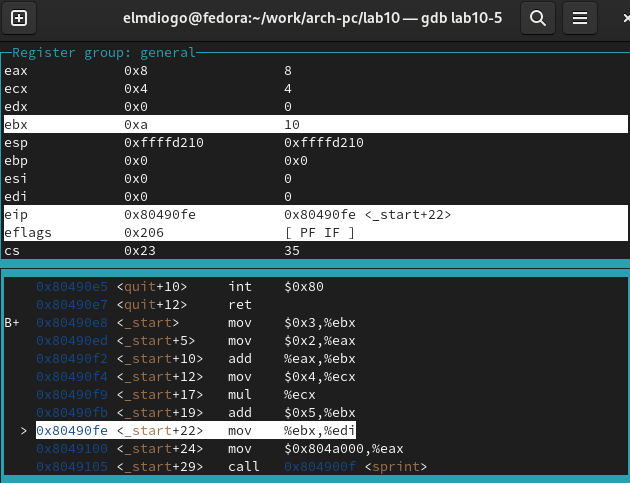 elmdiogo@fedora:~/work/arch-pc/lab10 — gdb lab10-5
Register group: general
eax 0x8 8
ecx 0x4 4
edx 0x0 0
ebx 0xa 10
esp 0xffffd210 0xffffd210
ebp 0x0 0x0
esi 0x0 0
edi 0x0 0
eip 0x80490fe 0x80490fe <_start+22>
eflags 0x206 [ PF IF ]
cs 0x23 35
0x80490e5 <quit+10> int $0x80
0x80490e7 <quit+12> ret
B+ 0x80490e8 <_start> mov $0x3,%ebx
0x80490ed <_start+5> mov $0x2,%eax
0x80490f2 <_start+10> add %eax,%ebx
0x80490f4 <_start+12> mov $0x4,%ecx
0x80490f9 <_start+17> mul %ecx
0x80490fb <_start+19> add $0x5,%ebx
> 0x80490fe <_start+22> mov %ebx,%edi
0x8049100 <_start+24> mov $0x804a000,%eax
0x8049105 <_start+29> call 0x804900f <sprint>